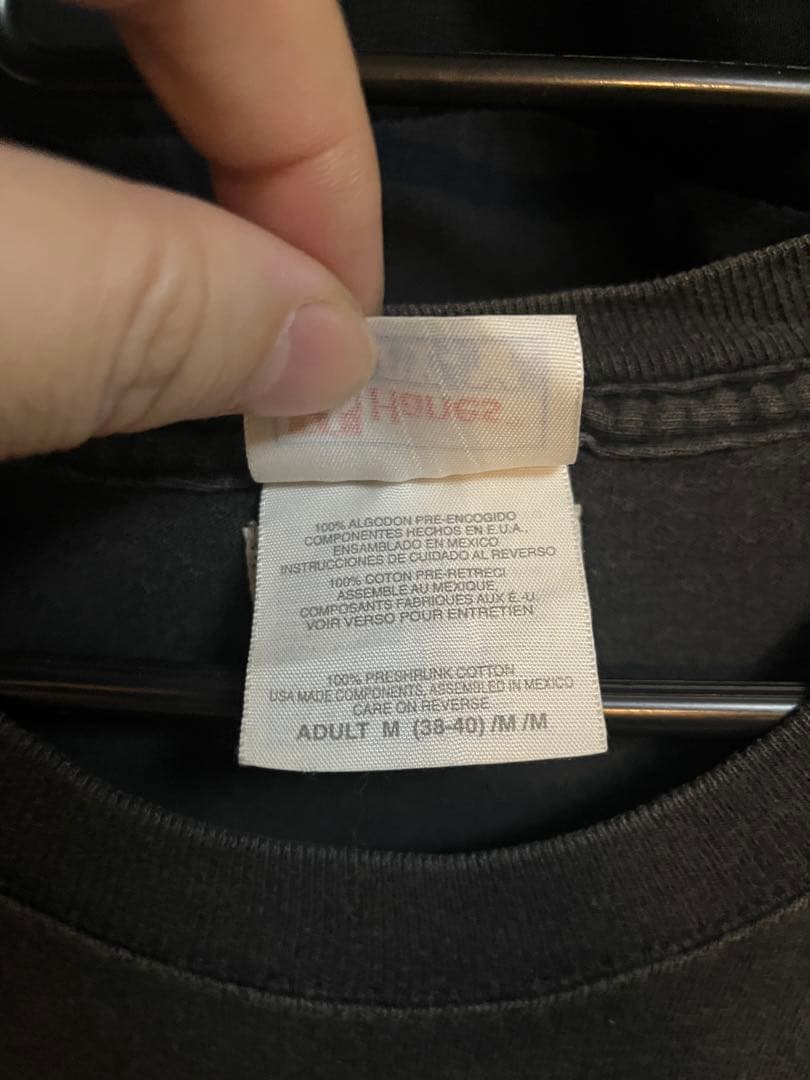 Hanes
100% ALGODON PRE-ENCOGIDO
COMPONENTES HECHOS EN E.U.A.,
ENSAMBLADO EN MEXICO
INSTRUCCIONES DE CUIDADO AL REVERSO
100% COTON PRE-RETRECI
ASSEMBLE AU MEXIQUE,
COMPOSANTS FABRIQUES AUX E.-U.
VOIR VERSO POUR ENTRETIEN
100% PRESHRUNK COTTON
USA MADE COMPONENTS, ASSEMBLED IN MEXICO
CARE ON REVERSE
ADULT M (38-40) /M /M